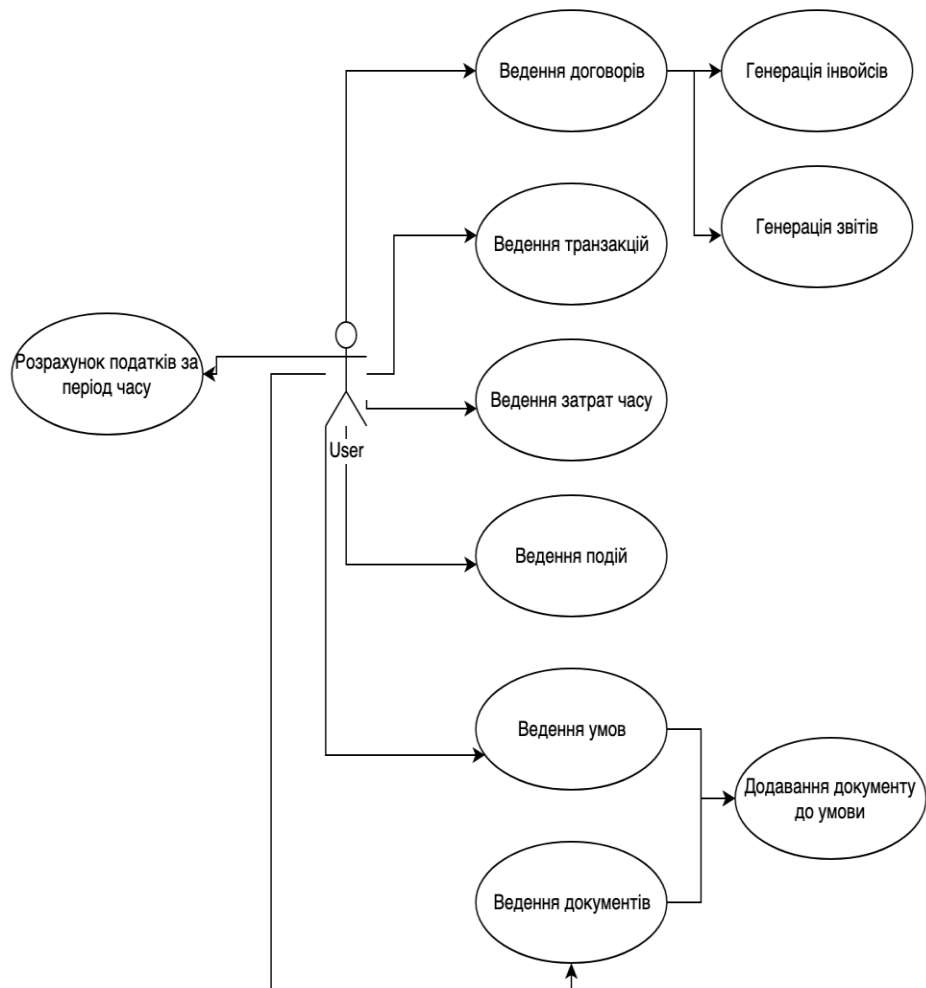 Ведення договорів
Генерація інвойсів
Ведення транзакцій
Генерація звітів
Розрахунок податків за
період часу
Ведення затрат часу
User
Ведення подій
Ведення умов
Додавання документу
до умови
Ведення документів